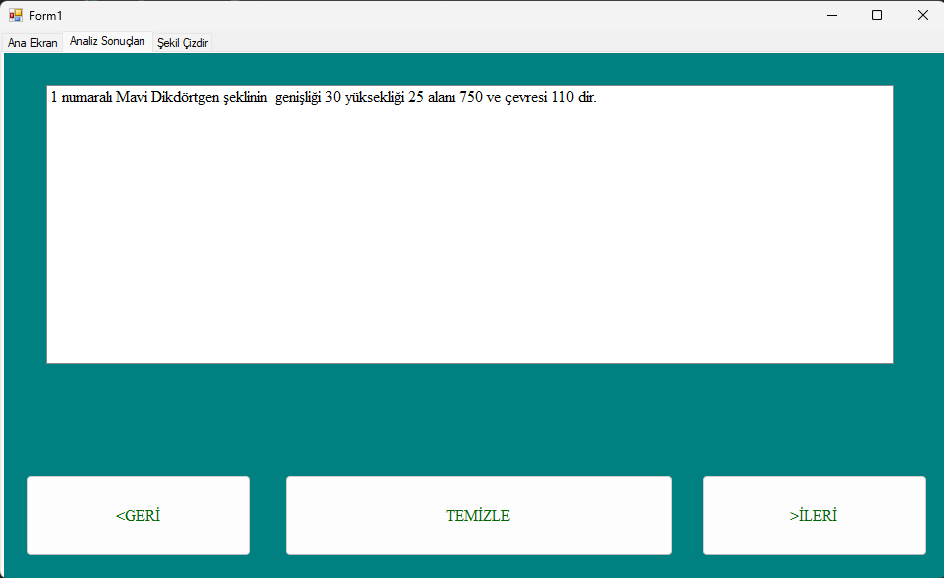 Form1
Ana Ekran Analiz Sonuçları Şekil Çizdir
1 numaralı Mavi Dikdörtgen şeklinin  genişliği 30 yüksekliği 25 alanı 750 ve çevresi 110 dir.
<GERİ TEMİZLE >İLERİ